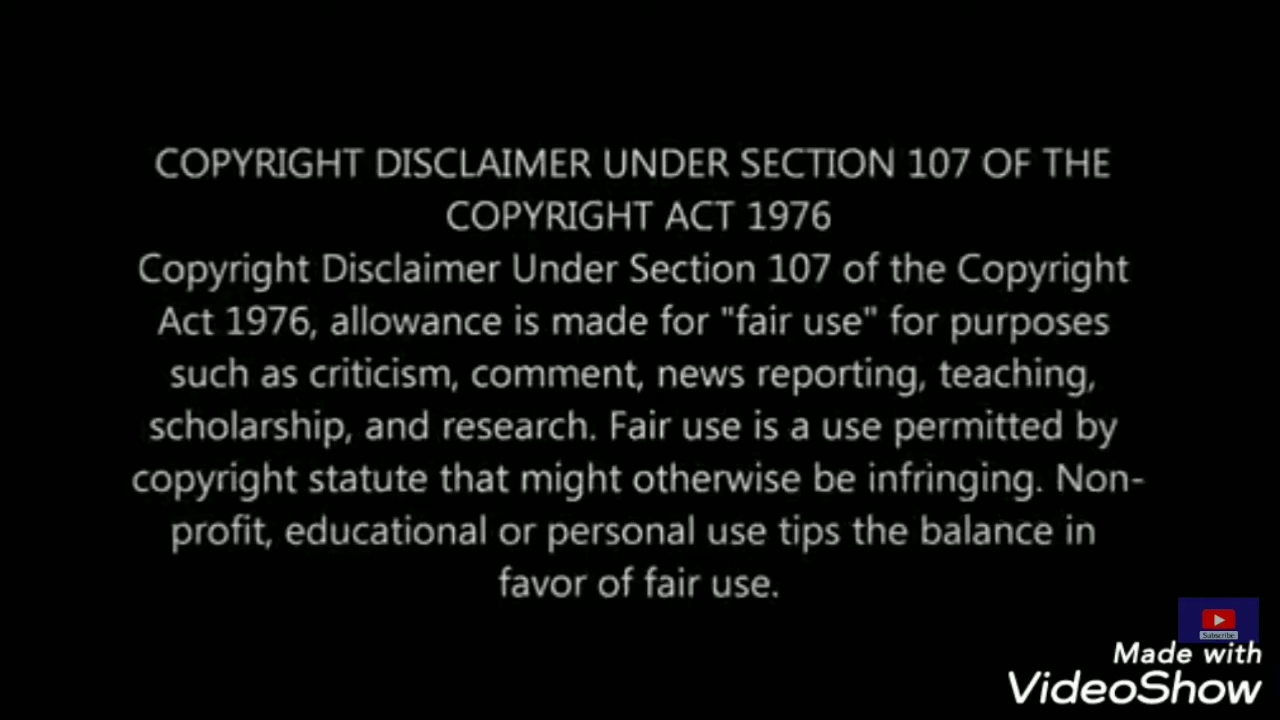 COPYRIGHT DISCLAIMER UNDER SECTION 107 OF THE
COPYRIGHT ACT 1976
Copyright Disclaimer Under Section 107 of the Copyright
Act 1976, allowance is made for "fair use" for purposes
such as criticism, comment, news reporting, teaching,
scholarship, and research. Fair use is a use permitted by
copyright statute that might otherwise be infringing. Non-
profit, educational or personal use tips the balance in
favor of fair use.
Subscribe
Made with
VideoShow